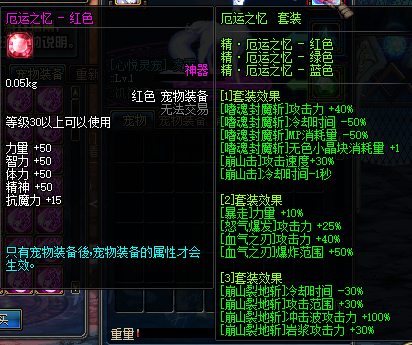 厄运之忆 - 红色
0.05kg
神器
红色 宠物装备
无法交易
等级30以上可以使用
力量 +50
智力 +50
体力 +50
精神 +50
抗魔力 +15
只有宠物装备後,宠物装备的属性才会
生效。
重量!
厄运之忆 套装
精·厄运之忆 - 红色
精·厄运之忆 - 绿色
精·厄运之忆 - 蓝色
[1]套装效果
[嗜魂封魔斩]攻击力 +40%
[嗜魂封魔斩]冷却时间 -50%
[嗜魂封魔斩]MP消耗量 -50%
[嗜魂封魔斩]无色小晶块消耗量 +1
[崩山击]攻击速度+30%
[崩山击]冷却时间-1秒
[2]套装效果
[暴走]力量 +10%
[怒气爆发]攻击力 +25%
[血气之刃]攻击力 +40%
[血气之刃]爆炸范围 +50%
[3]套装效果
[崩山裂地斩]冷却时间 -30%
[崩山裂地斩]攻击范围 +30%
[崩山裂地斩]冲击波攻击力 +100%
[崩山裂地斩]岩浆攻击力 +30%